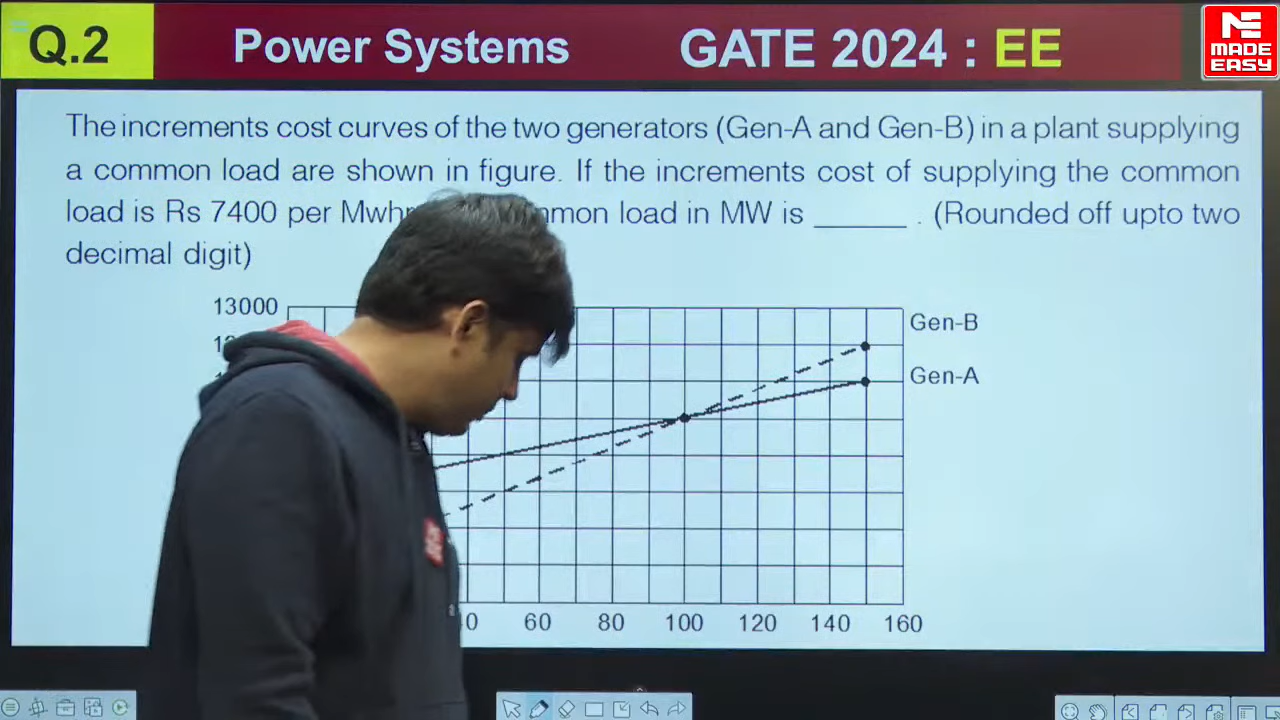 Q.2 Power Systems GATE 2024 : EE
MADE EASY
The increments cost curves of the two generators (Gen-A and Gen-B) in a plant supplying
a common load are shown in figure. If the increments cost of supplying the common
load is Rs 7400 per Mwhr load in MW is ______ . (Rounded off upto two
decimal digit)
13000
Gen-B
Gen-A
60 80 100 120 140 160